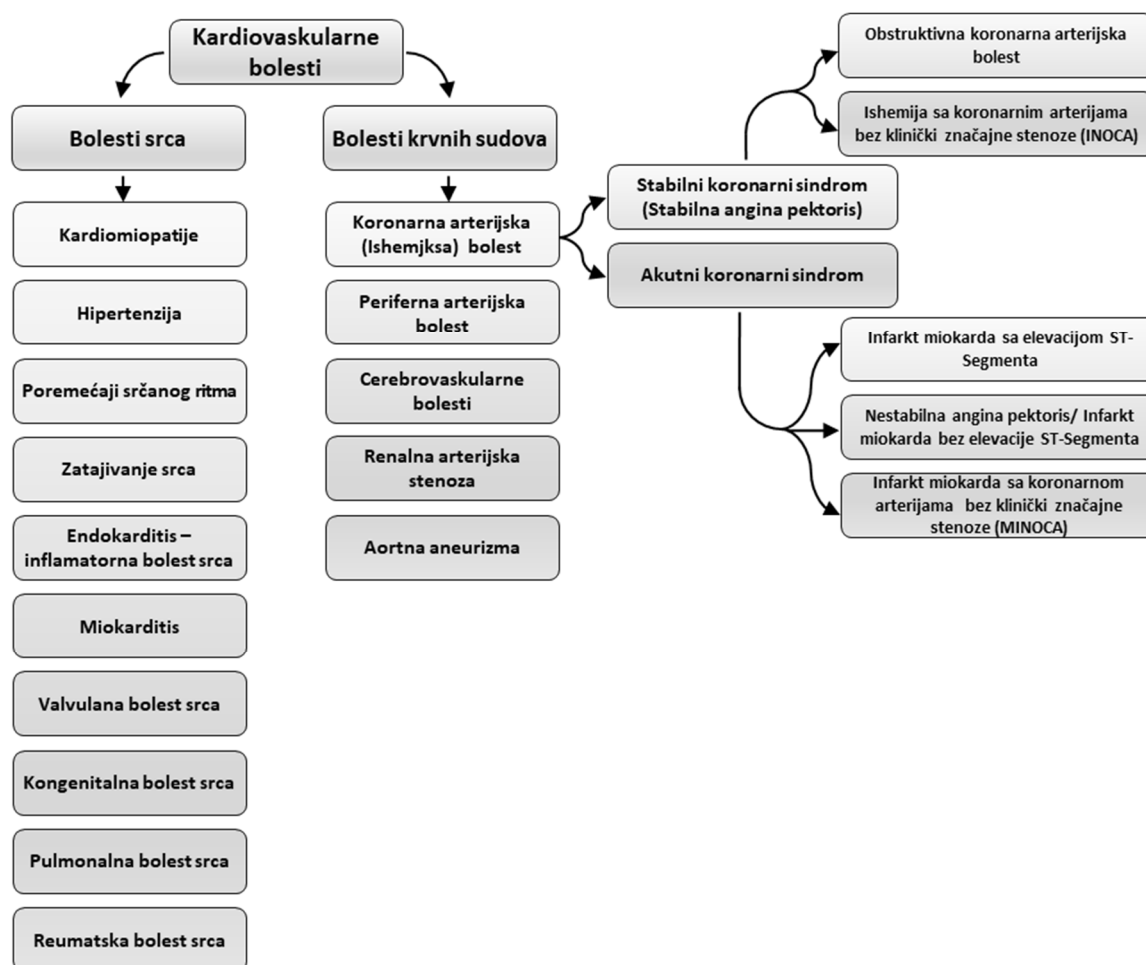 Kardiovaskularne
bolesti
Bolesti srca
Kardiomiopatije
Hipertenzija
Poremećaji srčanog ritma
Zatajivanje srca
Endokarditis –
inflamatorna bolest srca
Miokarditis
Valvulana bolest srca
Kongenitalna bolest srca
Pulmonalna bolest srca
Reumatska bolest srca
Bolesti krvnih sudova
Koronarna arterijska
(Ishemjksa) bolest
Periferna arterijska
bolest
Cerebrovaskularne
bolesti
Renalna arterijska
stenoza
Aortna aneurizma
Stabilni koronarni sindrom
(Stabilna angina pektoris)
Akutni koronarni sindrom
Obstruktivna koronarna arterijska
bolest
Ishemija sa koronarnim arterijama
bez klinički značajne stenoze (INOCA)
Infarkt miokarda sa elevacijom ST-
Segmenta
Nestabilna angina pektoris/ Infarkt
miokarda bez elevacije ST-Segmenta
Infarkt miokarda sa koronarnom
arterijama bez klinički značajne
stenoze (MINOCA)